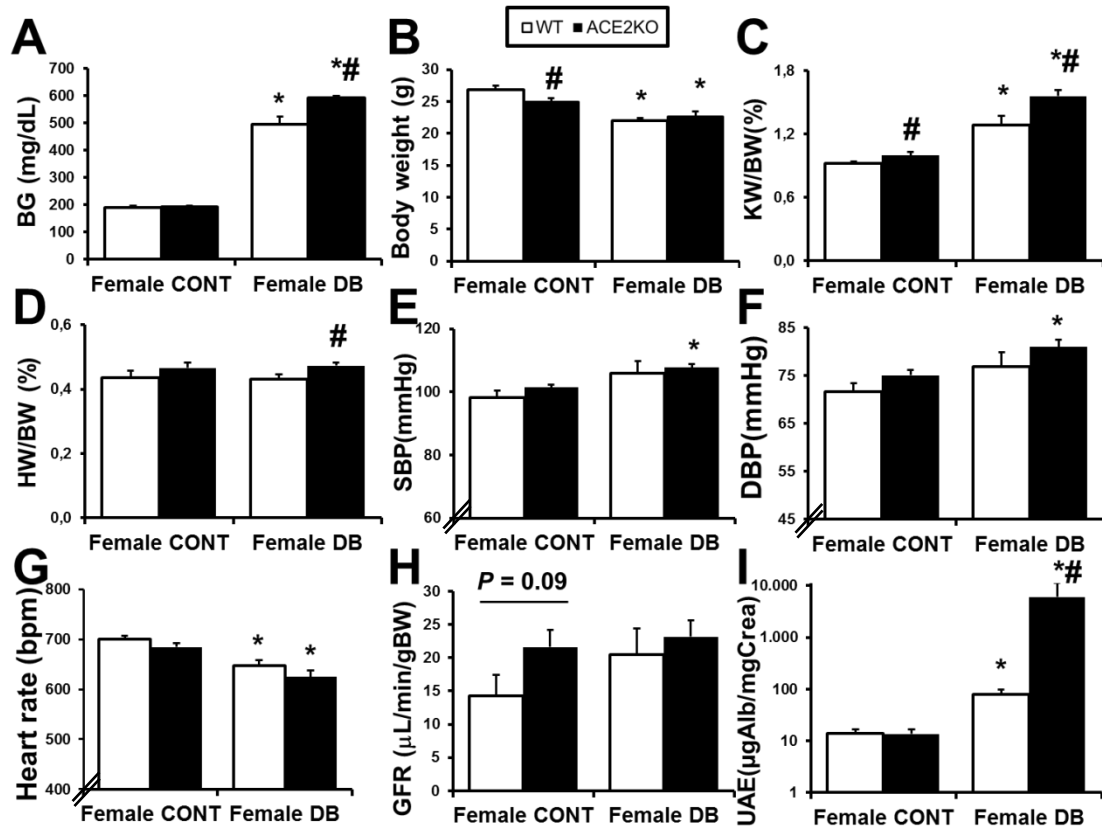 WT ACE2KO
A
BG (mg/dL)
700
600
500
400
300
200
100
0
*
*#
Female CONT Female DB
B
Body weight (g)
30
25
20
15
10
5
0
#
*
*
Female CONT Female DB
C
KW/BW(%)
1,8
1,2
0,6
0,0
#
*
*#
Female CONT Female DB
D
HW/BW (%)
0,6
0,4
0,2
0,0
#
Female CONT Female DB
E
SBP(mmHg)
120
100
80
60
*
Female CONT Female DB
F
DBP(mmHg)
85
75
65
55
45
*
Female CONT Female DB
G
Heart rate (bpm)
800
700
600
500
400
*
*
Female CONT Female DB
H
GFR (µL/min/gBW)
30
25
20
15
10
5
0
P = 0.09
Female CONT Female DB
I
UAE(µgAlb/mgCrea)
10.000
1.000
100
10
1
*
*#
Female CONT Female DB